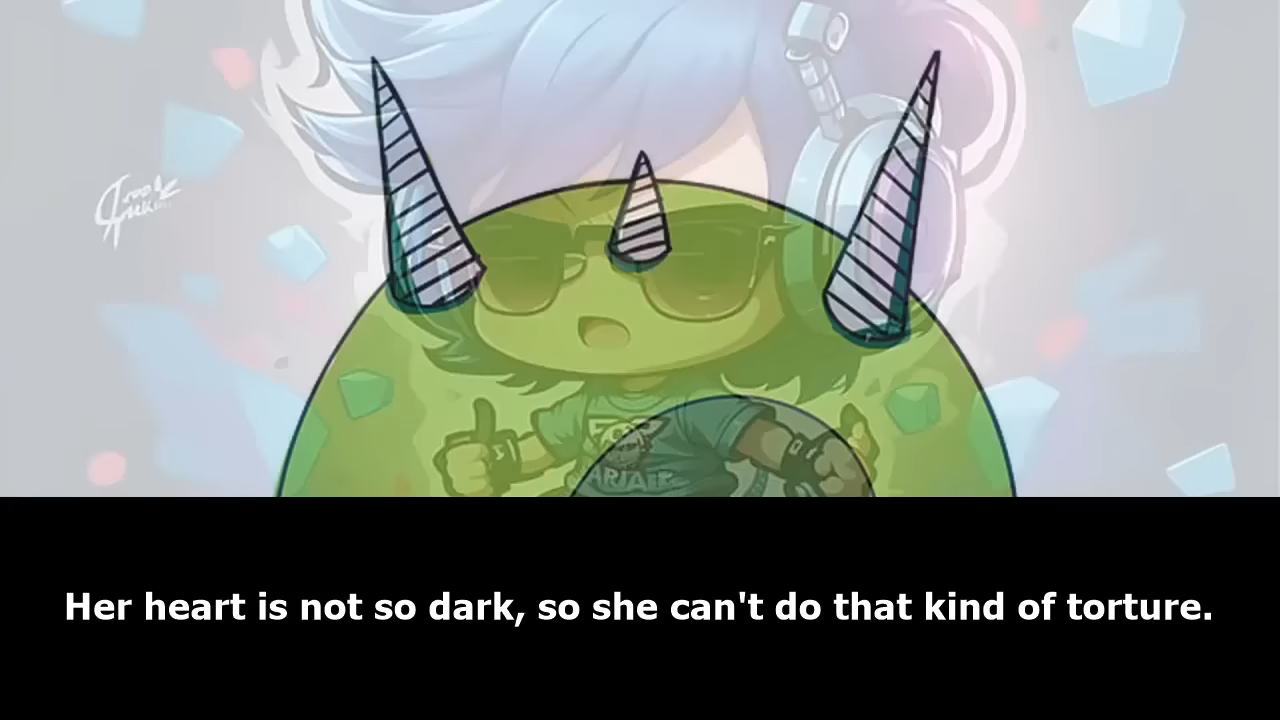 Her heart is not so dark, so she can't do that kind of torture.